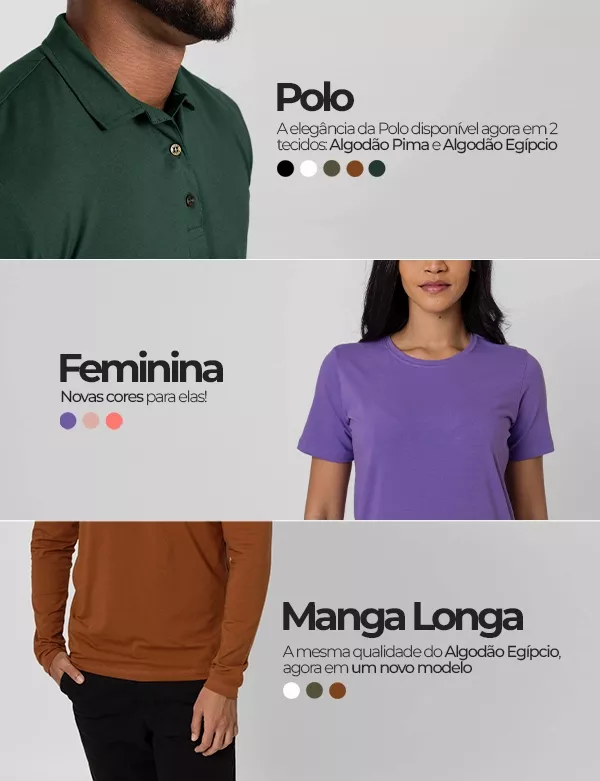 Polo
A elegância da Polo disponível agora em 2
tecidos: Algodão Pima e Algodão Egípcio
Feminina
Novas cores para elas!
Manga Longa
A mesma qualidade do Algodão Egípcio,
agora em um novo modelo